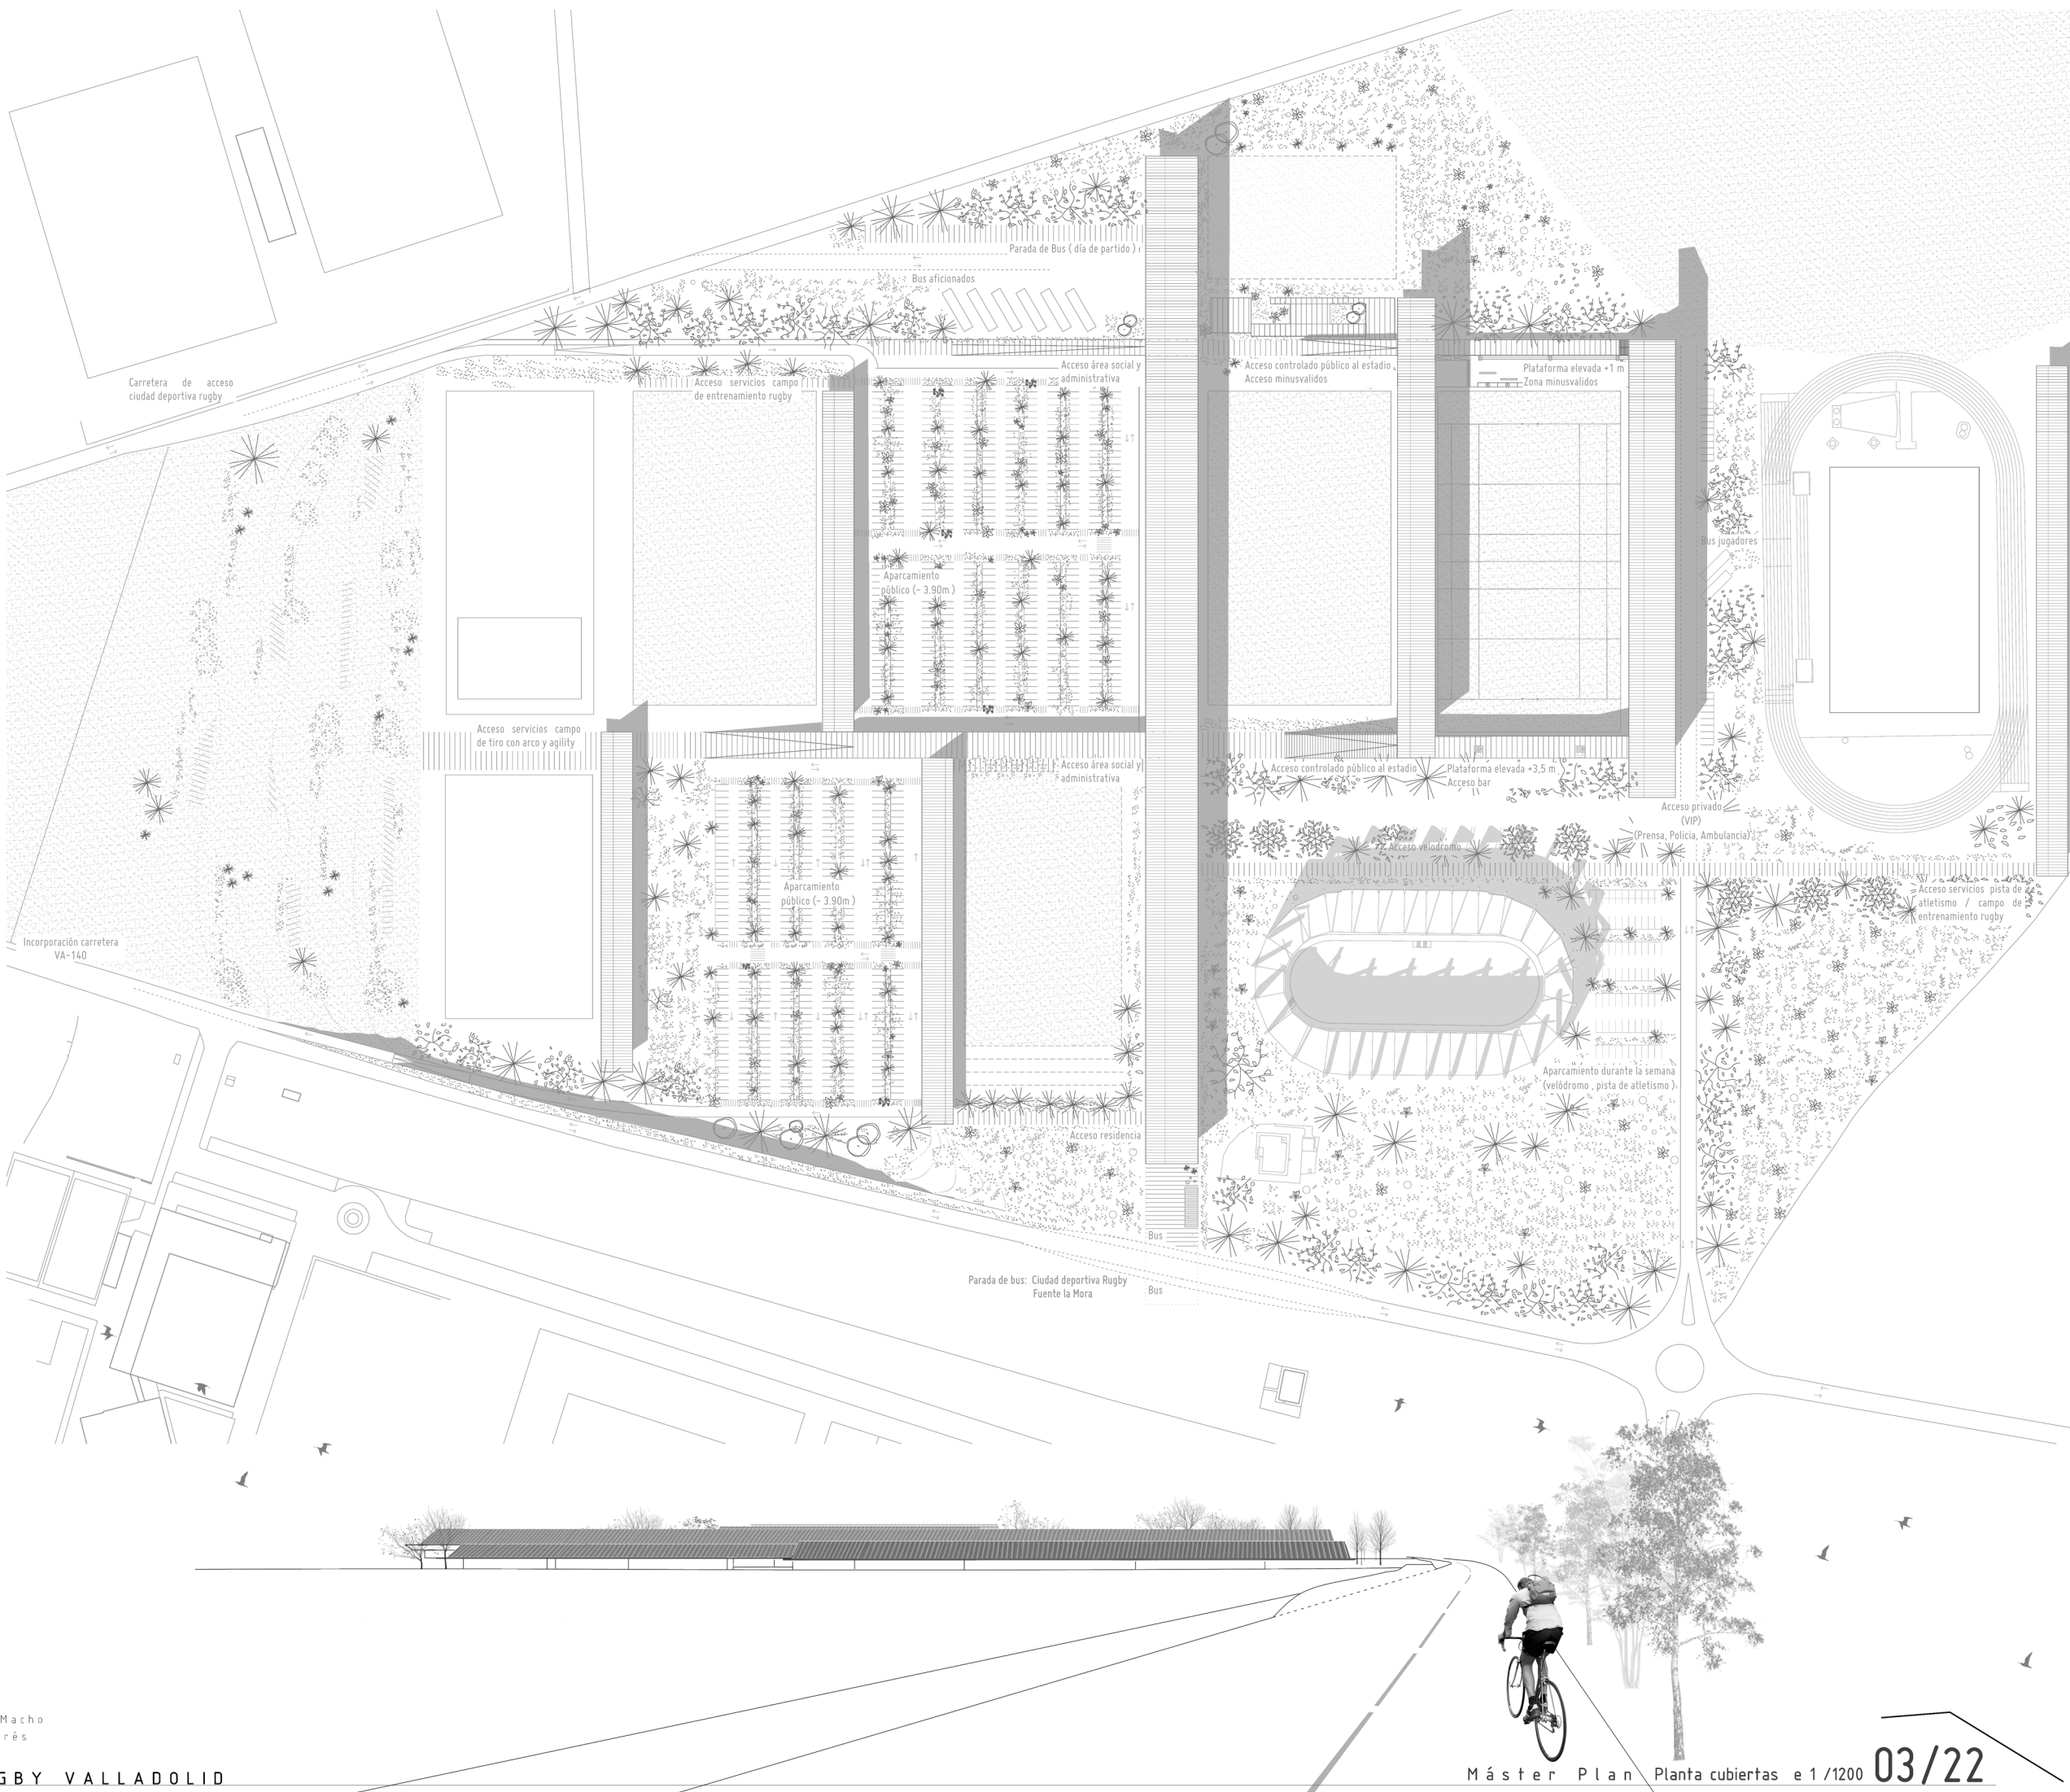 Parada de Bus ( día de partido )
Bus aficionados
Carretera de acceso
ciudad deportiva rugby
Acceso servicios campo
de entrenamiento rugby
Acceso área social y
administrativa
Acceso controlado público al estadio
Acceso minusvalidos
Plataforma elevada +1 m
Zona minusvalidos
Bus jugadores
Aparcamiento
público (- 3.90m )
Acceso servicios campo
de tiro con arco y agility
Acceso área social y
administrativa
Acceso controlado público al estadio
Plataforma elevada +3,5 m
Acceso bar
Acceso privado
(VIP)
(Prensa, Policia, Ambulancia)
Acceso velodromo
Aparcamiento
público (- 3.90m )
Acceso servicios pista de
atletismo / campo de
entrenamiento rugby
Incorporación carretera
VA-140
Aparcamiento durante la semana
(velódromo , pista de atletismo )
Acceso residencia
Bus
Parada de bus: Ciudad deportiva Rugby
Fuente la Mora
Bus
Macho
rés
GBY VALLADOLID
Máster Plan Planta cubiertas e 1 /1200 03/22